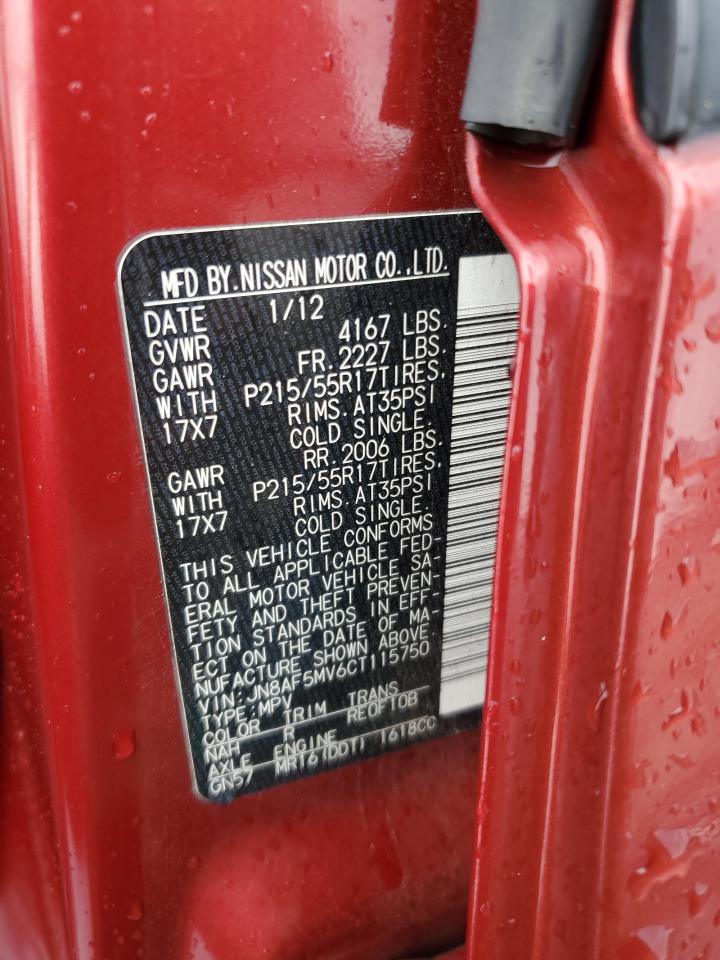 MFD BY.NISSAN MOTOR CO.,LTD.
DATE 1/12
GVWR 4167 LBS.
GAWR FR.2227 LBS.
WITH P215/55R17TIRES.
17X7 RIMS.AT35PSI
COLD SINGLE.
GAWR RR.2006 LBS.
WITH P215/55R17TIRES.
17X7 RIMS.AT35PSI
COLD SINGLE.
THIS VEHICLE CONFORMS
TO ALL APPLICABLE FED-
ERAL MOTOR VEHICLE SA-
FETY AND THEFT PREVEN-
TION STANDARDS IN EFF-
ECT ON THE DATE OF MA-
NUFACTURE SHOWN ABOVE.
VIN:JN8AF5MV6CT115750
TYPE:MPV
COLOR TRIM TRANS
NAH R RE0FTOB
AXLE ENGINE
GN57 MR16(DDT) 1618CC